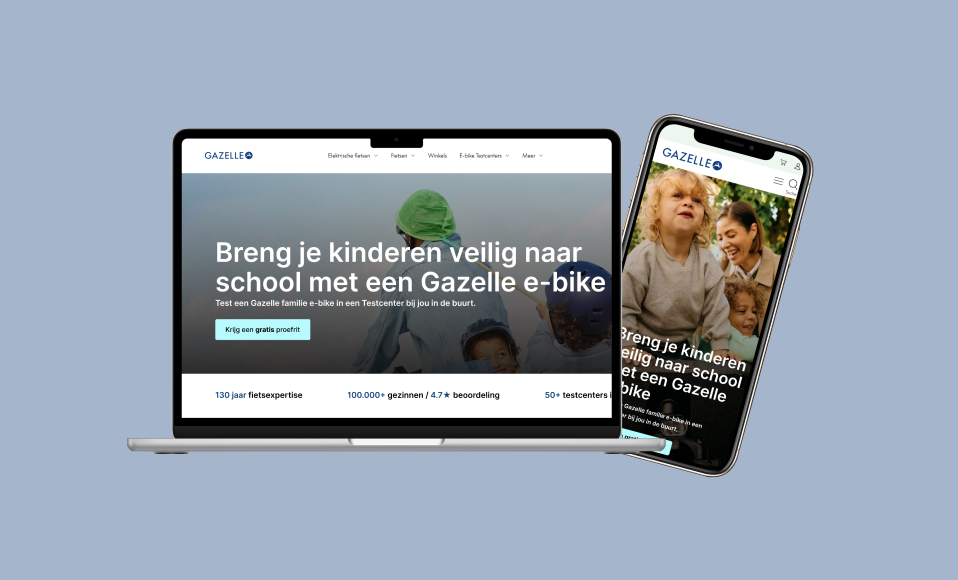 GAZELLE
Elektrische fietsen
Fietsen
Winkels
E-bike Testcenters
Meer
Breng je kinderen veilig naar
school met een Gazelle e-bike
Test een Gazelle familie e-bike in een Testcenter bij jou in de buurt.
Krijg een gratis proefrit
130 jaar fietsexpertise
100.000+ gezinnen / 4.7★ beoordeling
50+ testcenters i
GAZELLE
Breng je kinderen
eilig naar school
et een Gazelle
bike
Gazelle familie e-bike in een
bij jou in de buurt.